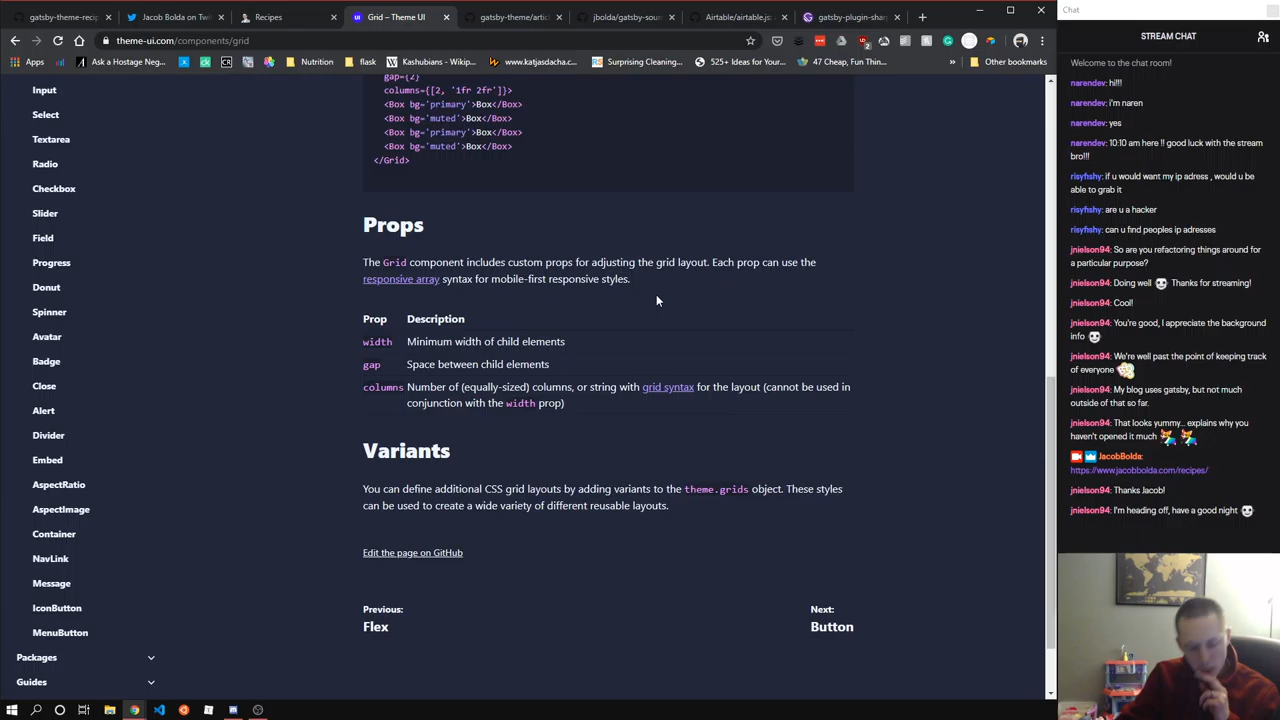 gatsby-theme-recip
Jacob Bolda on Twi
Recipes
Grid – Theme UI
gatsby-theme/articl
jbolda/gatsby-sour
Airtable/airtable.js:
gatsby-plugin-shar
theme-ui.com/components/grid
Apps
Ask a Hostage Neg...
Nutrition
flask
Kashubians - Wikip...
www.katjasdacha.c...
Surprising Cleaning...
525+ Ideas for Your...
47 Cheap, Fun Thin...
»
Other bookmarks
Input
Select
Textarea
Radio
Checkbox
Slider
Field
Progress
Donut
Spinner
Avatar
Badge
Close
Alert
Divider
Embed
AspectRatio
AspectImage
Container
NavLink
Message
IconButton
MenuButton
Packages
Guides
gap={2}
columns={[2, '1fr 2fr']}>
<Box bg='primary'>Box</Box>
<Box bg='muted'>Box</Box>
<Box bg='primary'>Box</Box>
<Box bg='muted'>Box</Box>
</Grid>
Props
The Grid component includes custom props for adjusting the grid layout. Each prop can use the
responsive array syntax for mobile-first responsive styles.
Prop Description
width Minimum width of child elements
gap Space between child elements
columns Number of (equally-sized) columns, or string with grid syntax for the layout (cannot be used in
conjunction with the width prop)
Variants
You can define additional CSS grid layouts by adding variants to the theme.grids object. These styles
can be used to create a wide variety of different reusable layouts.
Edit the page on GitHub
Previous:
Flex
Next:
Button
Chat
STREAM CHAT
Welcome to the chat room!
narendev: hi!!!
narendev: i'm naren
narendev: yes
narendev: 10:10 am here !! good luck with the stream
bro!!!
risyfishy: if u would want my ip adress , would u be
able to grab it
risyfishy: are u a hacker
risyfishy: can u find peoples ip adresses
jnielson94: So are you refactoring things around for
a particular purpose?
jnielson94: Doing well Thanks for streaming!
jnielson94: Cool!
jnielson94: You're good, I appreciate the background
info
jnielson94: We're well past the point of keeping track
of everyone
jnielson94: My blog uses gatsby, but not much
outside of that so far.
jnielson94: That looks yummy... explains why you
haven't opened it much
JacobBolda:
https://www.jacobbolda.com/recipes/
jnielson94: Thanks Jacob!
jnielson94: I'm heading off, have a good night